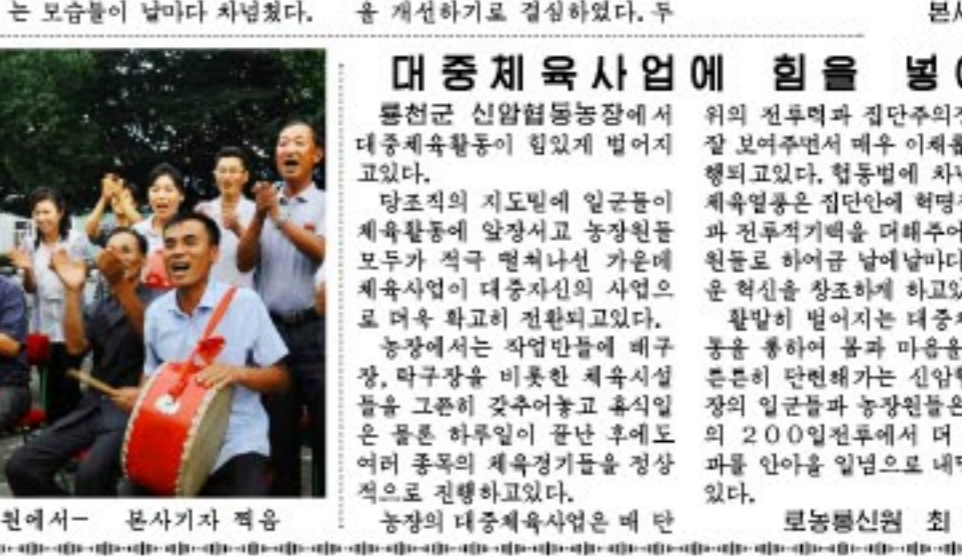 는 모습들이 날마다 차넘쳤다.
을 개선하기로 결심하였다. 두
본사
원에서— 본사기자 찍음
대중체육사업에 힘을 넣어
룡천군 신암협동농장에서
대중체육활동이 힘있게 벌어지
고있다.
당조직의 지도밑에 일군들이
체육활동에 앞장서고 농장원들
모두가 적극 떨쳐나선 가운데
체육사업이 대중자신의 사업으
로 더욱 확고히 전환되고있다.
농장에서는 작업반들에 배구
장, 탁구장을 비롯한 체육시설
들을 그쯘히 갖추어놓고 휴식일
은 물론 하루일이 끝난 후에도
여러 종목의 체육경기들을 정상
적으로 진행하고있다.
농장의 대중체육사업은 매 단
위의 전투력과 집단주의
잘 보여주면서 매우 이채롭
행되고있다. 협동벌에 차
체육열풍은 집단안에 혁명
과 전투적기백을 더해주어
원들로 하여금 날에날마다
운 혁신을 창조하게 하고있
활발히 벌어지는 대중체
동을 통하여 몸과 마음을
튼튼히 단련해가는 신암협
장의 일군들과 농장원들은
의 200일전투에서 더
과를 안아올 일념으로 내
있다.
로농통신원 최